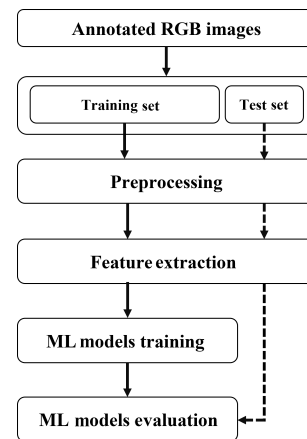 Annotated RGB images
Training set
Test set
Preprocessing
Feature extraction
ML models training
ML models evaluation